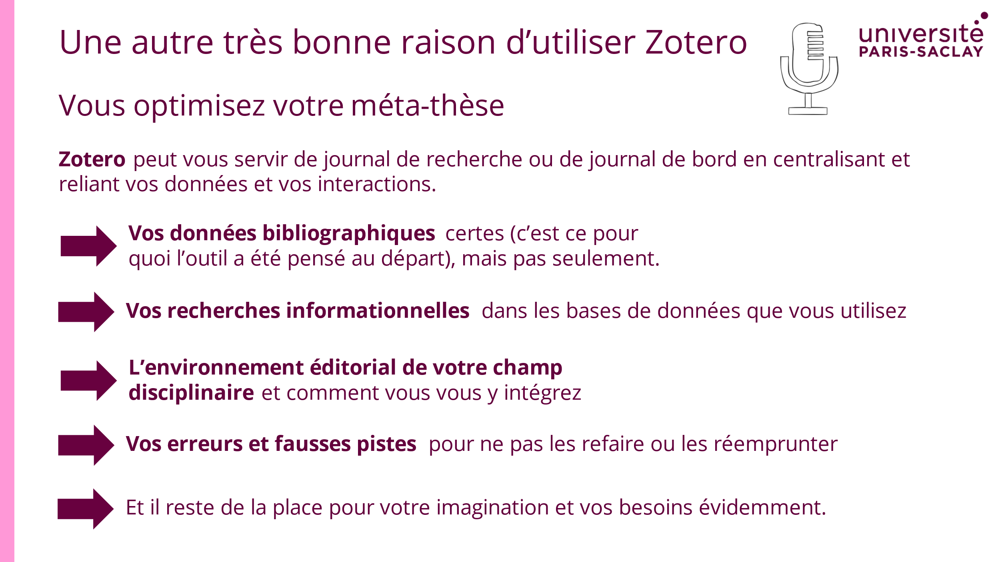 Une autre très bonne raison d’utiliser Zotero
universite
PARIS-SACLAY
Vous optimisez votre méta-thèse
Zotero peut vous servir de journal de recherche ou de journal de bord en centralisant et
reliant vos données et vos interactions.
Vos données bibliographiques certes (c’est ce pour
quoi l’outil a été pensé au départ), mais pas seulement.
Vos recherches informationnelles dans les bases de données que vous utilisez
L’environnement éditorial de votre champ
disciplinaire et comment vous vous y intégrez
Vos erreurs et fausses pistes pour ne pas les refaire ou les réemprunter
Et il reste de la place pour votre imagination et vos besoins évidemment.